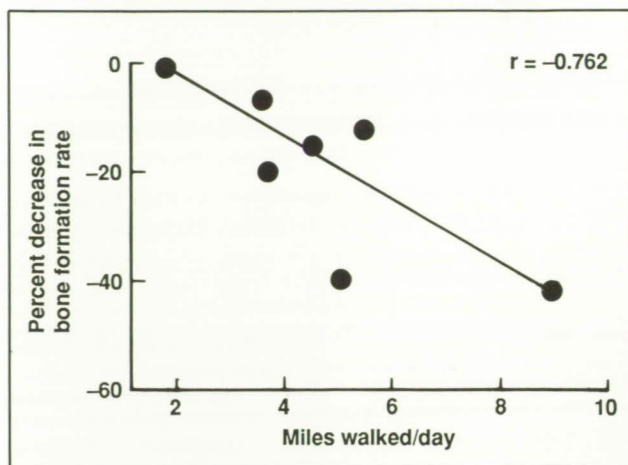 r = –0.762
Percent decrease in
bone formation rate
0
–20
–40
–60
2 4 6 8 10
Miles walked/day